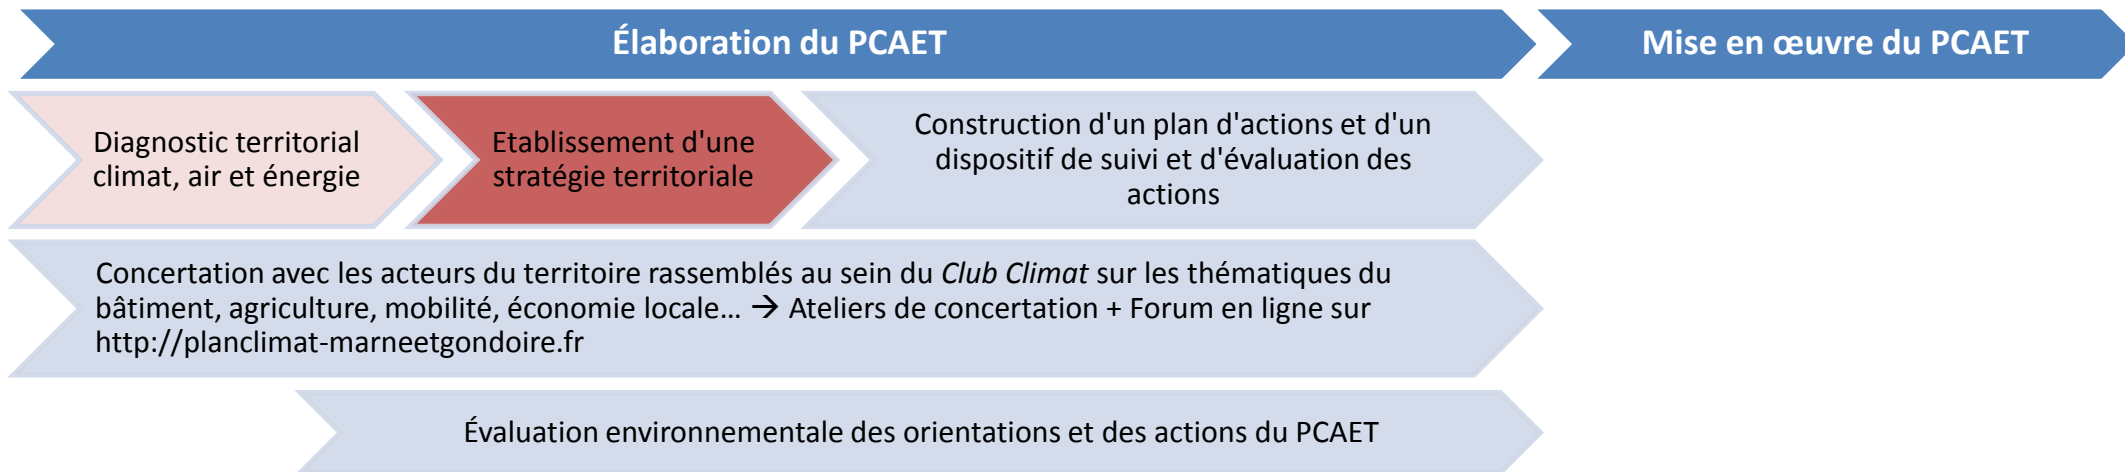 Élaboration du PCAET
Mise en œuvre du PCAET
Diagnostic territorial
climat, air et énergie
Etablissement d'une
stratégie territoriale
Construction d'un plan d'actions et d'un
dispositif de suivi et d'évaluation des
actions
Concertation avec les acteurs du territoire rassemblés au sein du Club Climat sur les thématiques du
bâtiment, agriculture, mobilité, économie locale… → Ateliers de concertation + Forum en ligne sur
http://planclimat-marneetgondoire.fr
Évaluation environnementale des orientations et des actions du PCAET